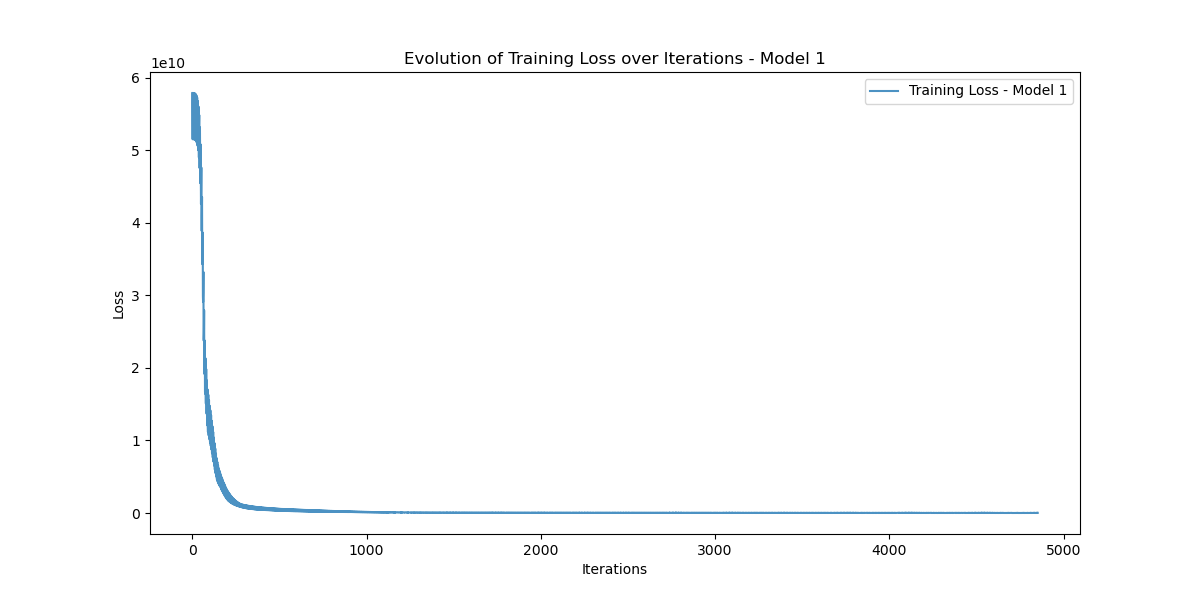 Evolution of Training Loss over Iterations - Model 1
1e10
Training Loss - Model 1
6
5
4
3
2
1
0
Loss
0 1000 2000 3000 4000 5000
Iterations